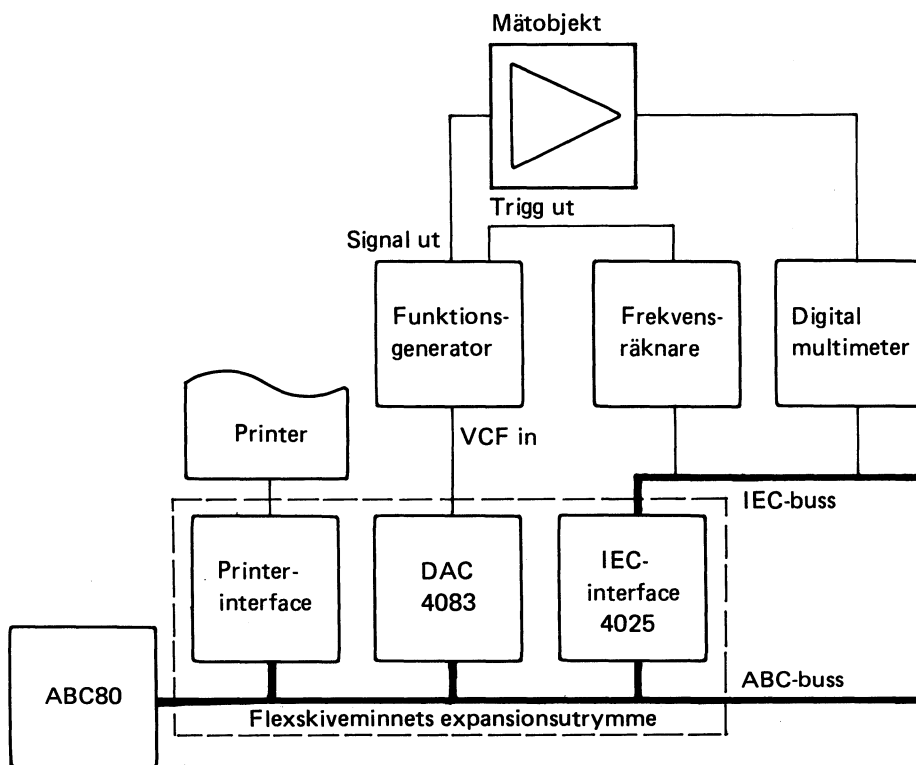 Mätobjekt
Trigg ut
Signal ut
Funktions-
generator
Frekvens-
räknare
Digital
multimeter
Printer
VCF in
IEC-buss
Printer-
interface
DAC
4083
IEC-
interface
4025
ABC80
ABC-buss
Flexskiveminnets expansionsutrymme